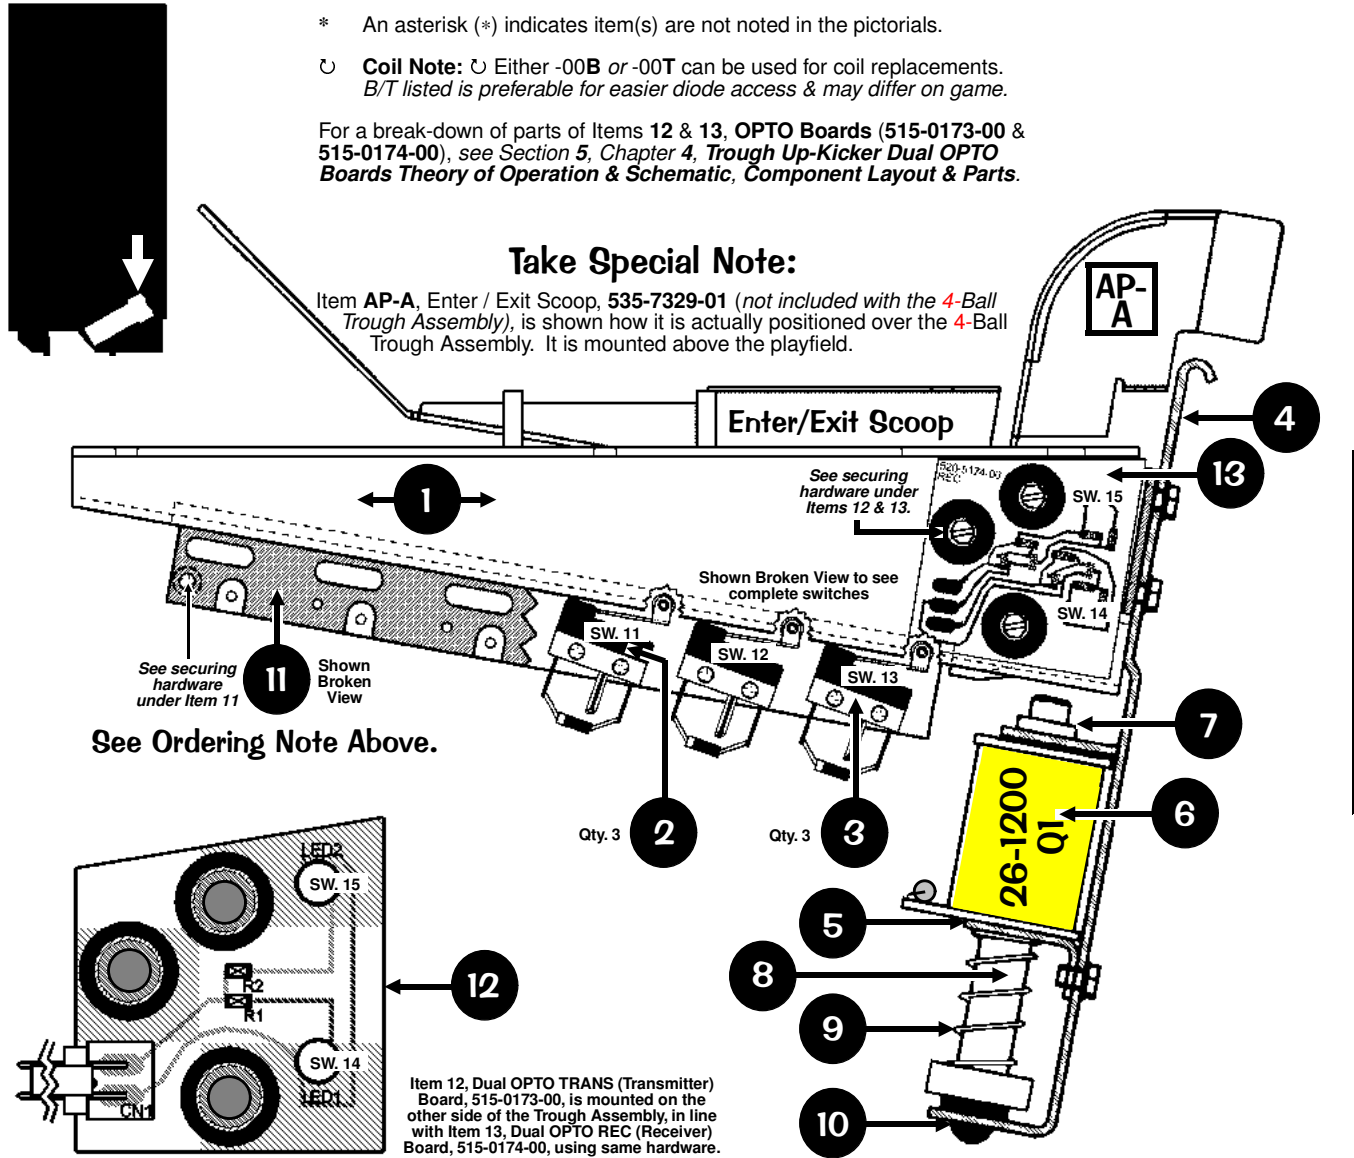 * An asterisk (*) indicates item(s) are not noted in the pictorials.
↻ Coil Note: ↻ Either -00B or -00T can be used for coil replacements.
B/T listed is preferable for easier diode access & may differ on game.
For a break-down of parts of Items 12 & 13, OPTO Boards (515-0173-00 &
515-0174-00), see Section 5, Chapter 4, Trough Up-Kicker Dual OPTO
Boards Theory of Operation & Schematic, Component Layout & Parts.
Take Special Note:
Item AP-A, Enter / Exit Scoop, 535-7329-01 (not included with the 4-Ball
Trough Assembly), is shown how it is actually positioned over the 4-Ball
Trough Assembly. It is mounted above the playfield.
AP-
A
Enter/Exit Scoop
4
13
520-5174-00
REC
See securing
hardware under
Items 12 & 13.
SW. 15
1
Shown Broken View to see
complete switches
SW. 14
SW. 11
SW. 12
SW. 13
See securing
hardware
under Item 11
11
Shown
Broken
View
See Ordering Note Above.
7
26-1200
Q1
6
Qty. 3
2
Qty. 3
3
5
8
9
10
LED2
SW. 15
R2
R1
12
SW. 14
LED1
CN1
Item 12, Dual OPTO TRANS (Transmitter)
Board, 515-0173-00, is mounted on the
other side of the Trough Assembly, in line
with Item 13, Dual OPTO REC (Receiver)
Board, 515-0174-00, using same hardware.